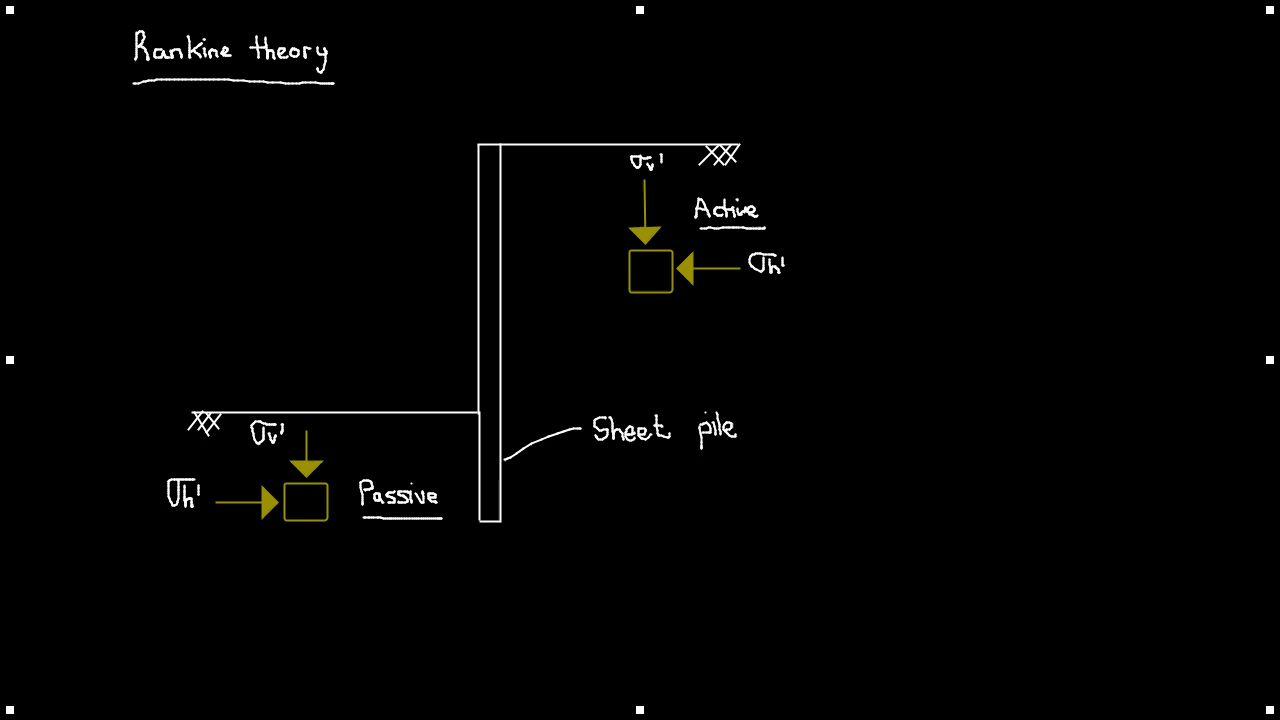 Rankine theory
σv'
Active
σh'
Sheet pile
σv'
σh'
Passive